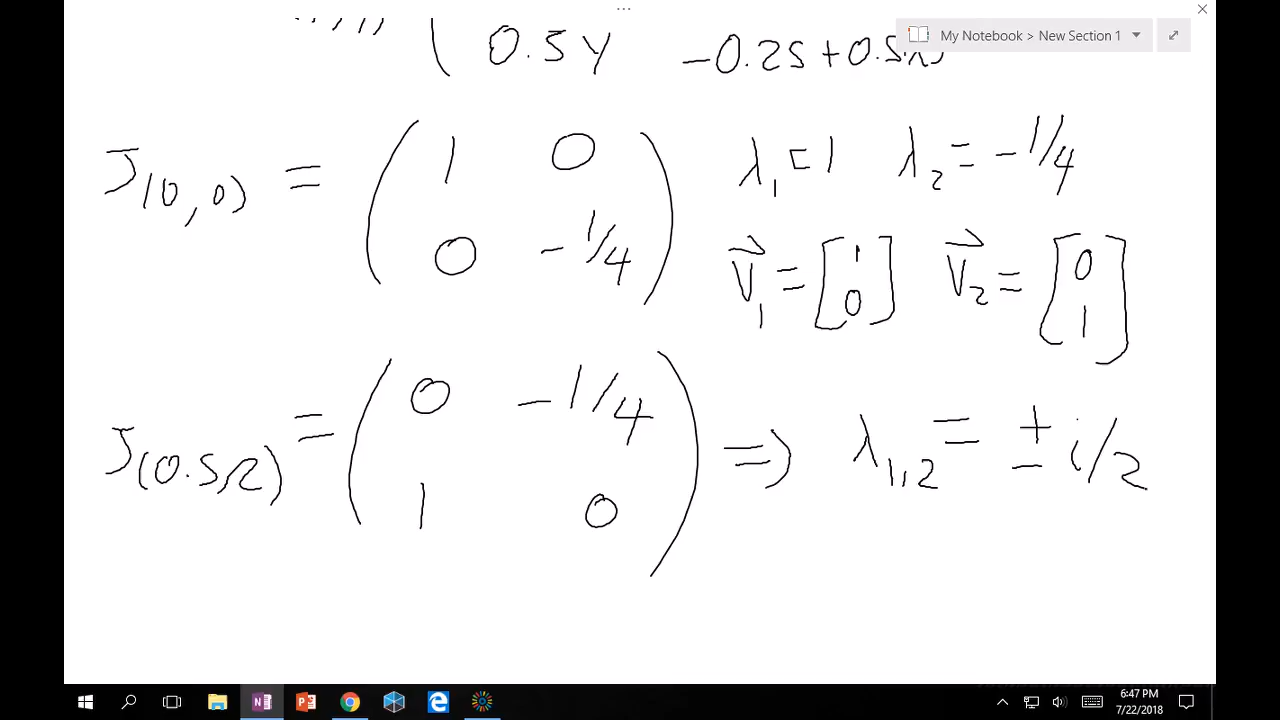 My Notebook > New Section 1
( 0.5y -0.25 + 0.5x
J(0,0) = ( 1 0 λ₁ = 1 λ₂ = -1/4
0 -1/4 ) V⃗₁ = [1 0] V⃗₂ = [0 1]
J(0.5,2) = ( 0 -1/4
1 0 ) => λ₁,₂ = ± i/2
6:47 PM
7/22/2018